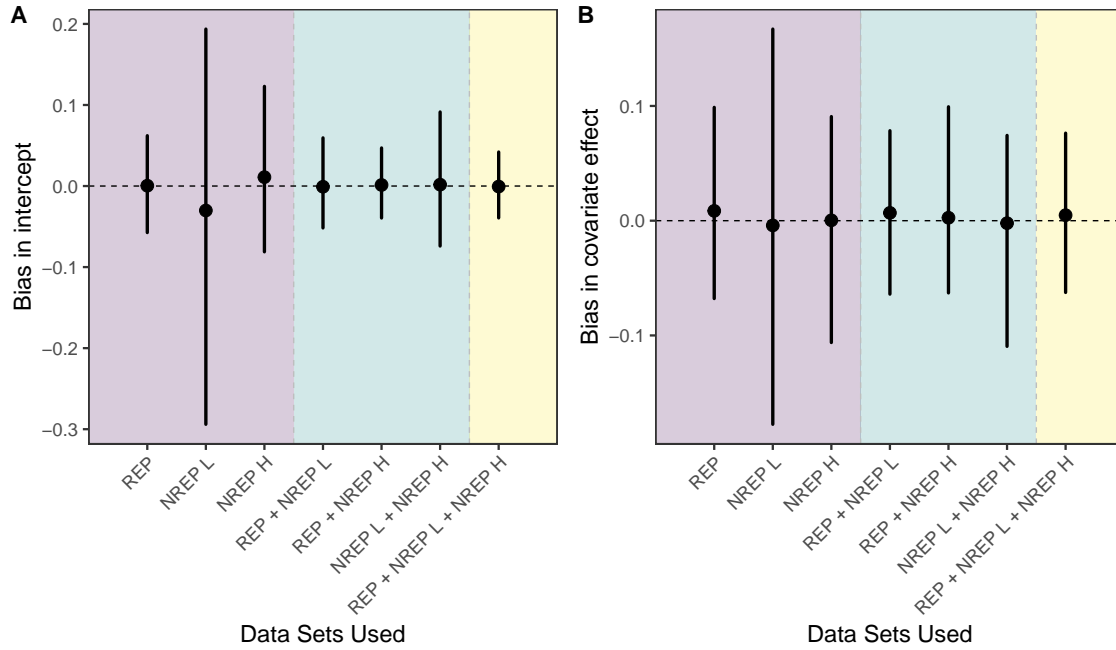 A
Bias in intercept
0.2
0.1
0.0
−0.1
−0.2
−0.3
REP
NREP L
NREP H
REP + NREP L
REP + NREP H
NREP L + NREP H
REP + NREP L + NREP H
Data Sets Used
B
Bias in covariate effect
0.1
0.0
−0.1
REP
NREP L
NREP H
REP + NREP L
REP + NREP H
NREP L + NREP H
REP + NREP L + NREP H
Data Sets Used